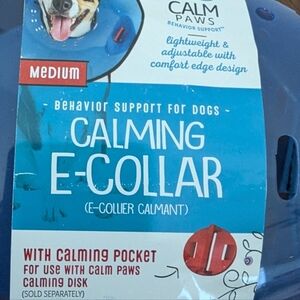 CALM
PAWS
BEHAVIOR SUPPORT
lightweight &
adjustable with
comfort edge design
MEDIUM
- BEHAVIOR SUPPORT FOR DOGS -
CALMING
E-COLLAR
(E-COLLIER CALMANT)
WITH CALMING POCKET
FOR USE WITH CALM PAWS
CALMING DISK
(SOLD SEPARATELY)